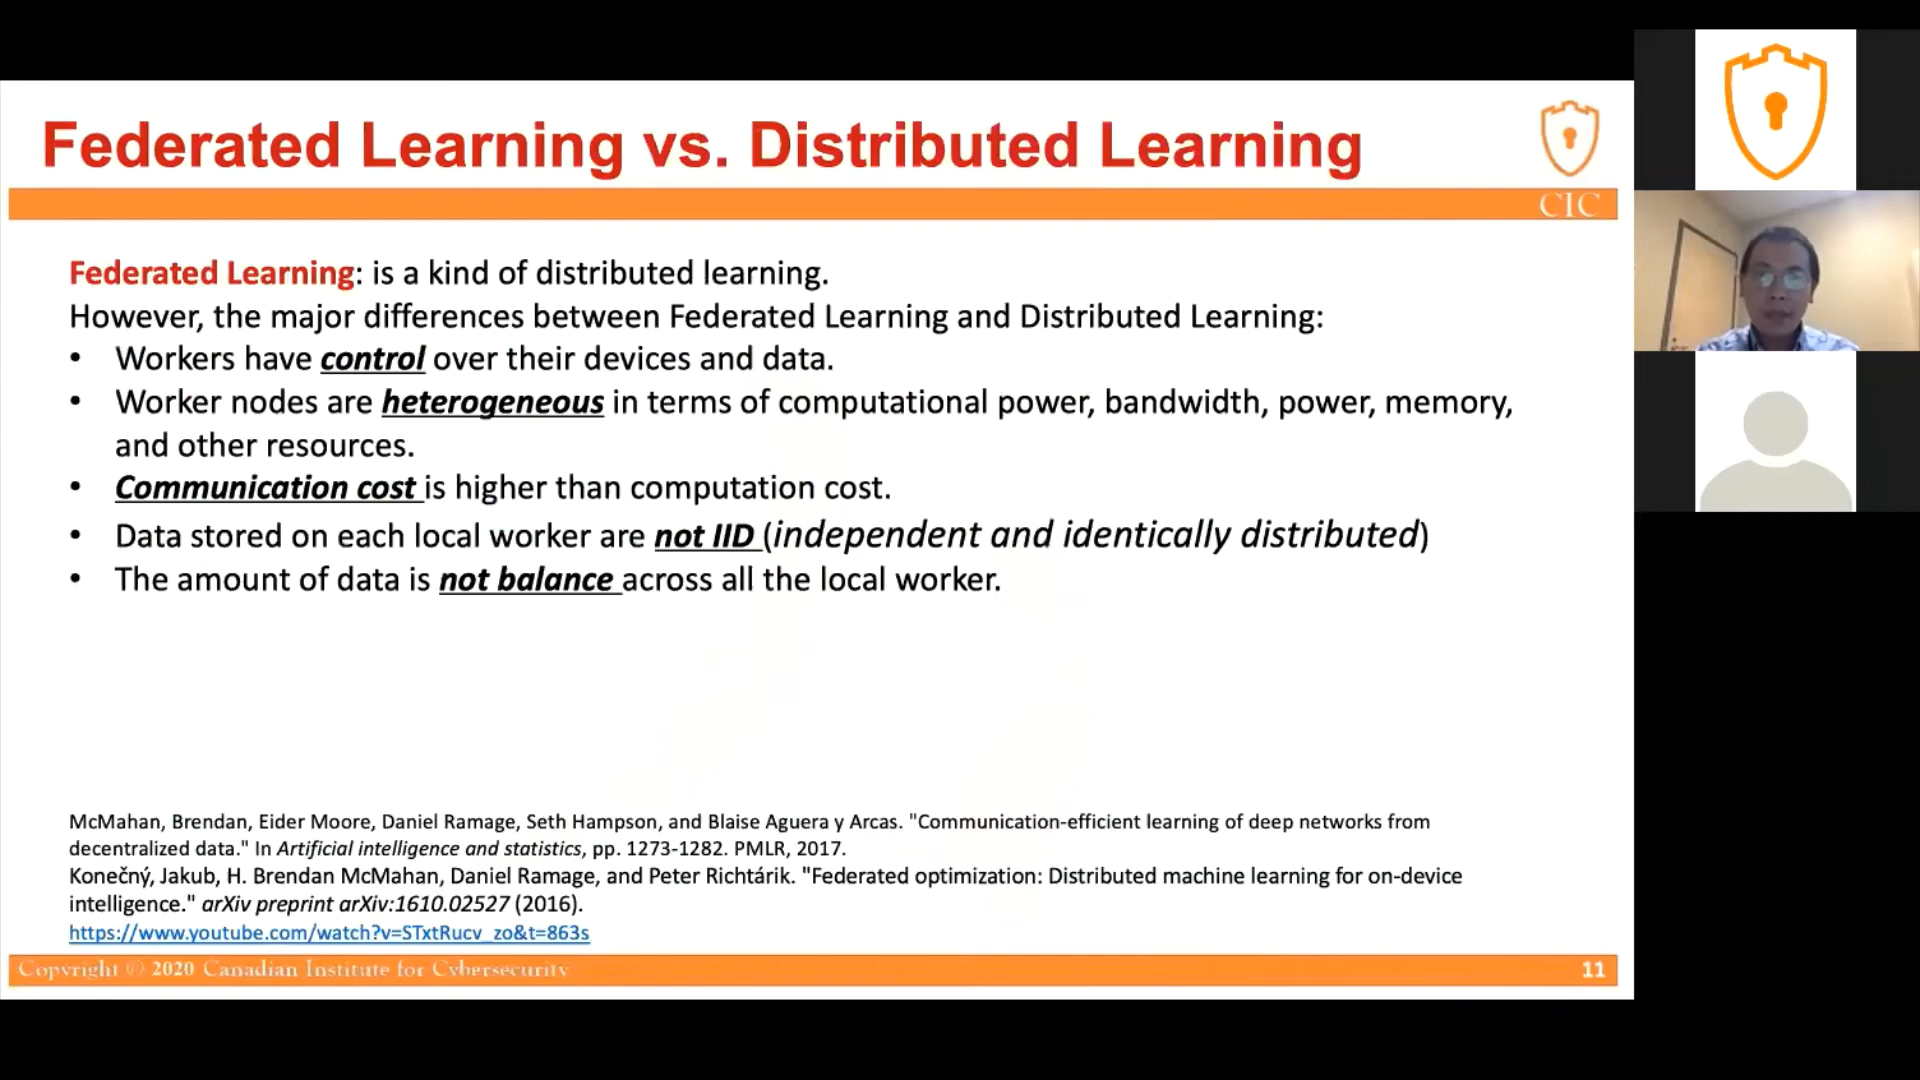 Federated Learning vs. Distributed Learning
CIC
Federated Learning: is a kind of distributed learning.
However, the major differences between Federated Learning and Distributed Learning:
• Workers have control over their devices and data.
• Worker nodes are heterogeneous in terms of computational power, bandwidth, power, memory,
and other resources.
• Communication cost is higher than computation cost.
• Data stored on each local worker are not IID (independent and identically distributed)
• The amount of data is not balance across all the local worker.
McMahan, Brendan, Eider Moore, Daniel Ramage, Seth Hampson, and Blaise Aguera y Arcas. "Communication-efficient learning of deep networks from
decentralized data." In Artificial intelligence and statistics, pp. 1273-1282. PMLR, 2017.
Konečný, Jakub, H. Brendan McMahan, Daniel Ramage, and Peter Richtárik. "Federated optimization: Distributed machine learning for on-device
intelligence." arXiv preprint arXiv:1610.02527 (2016).
https://www.youtube.com/watch?v=STxtRucv_zo&t=863s
Copyright © 2020 Canadian Institute for Cybersecurity
11